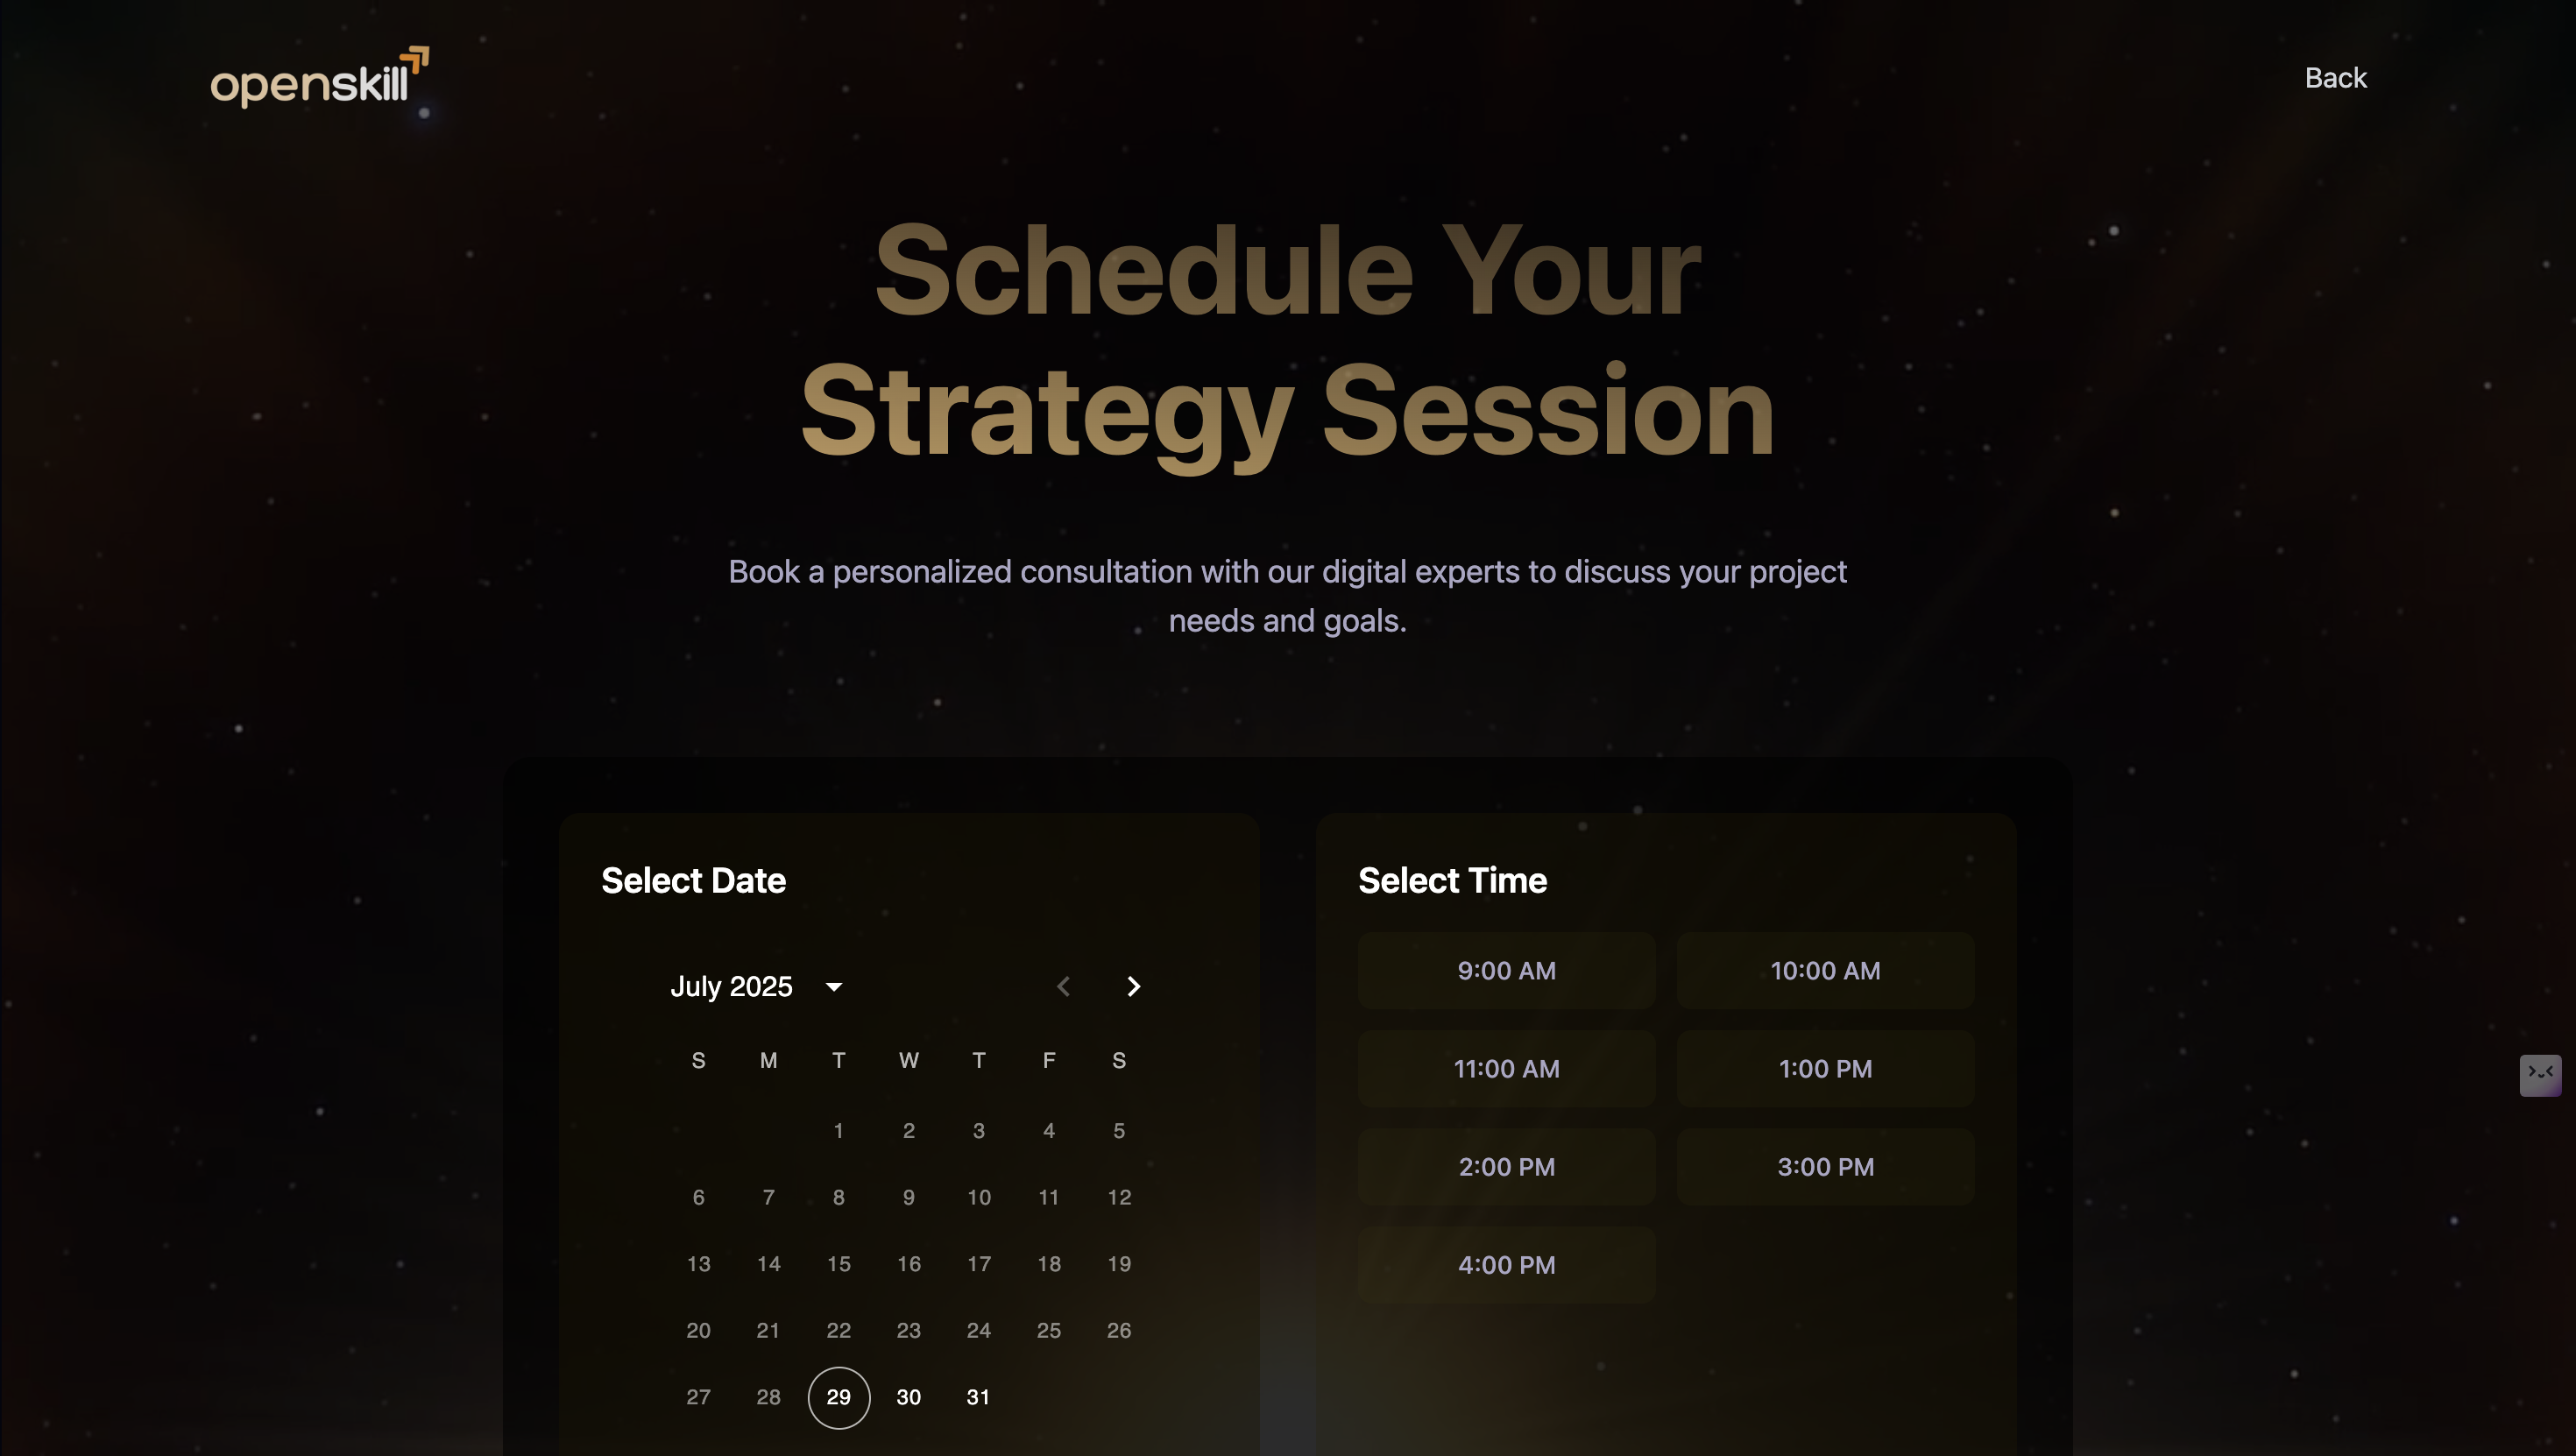 openskill
Back
Schedule Your
Strategy Session
Book a personalized consultation with our digital experts to discuss your project
needs and goals.
Select Date
July 2025
S M T W T F S
1 2 3 4 5
6 7 8 9 10 11 12
13 14 15 16 17 18 19
20 21 22 23 24 25 26
27 28 29 30 31
Select Time
9:00 AM 10:00 AM
11:00 AM 1:00 PM
2:00 PM 3:00 PM
4:00 PM